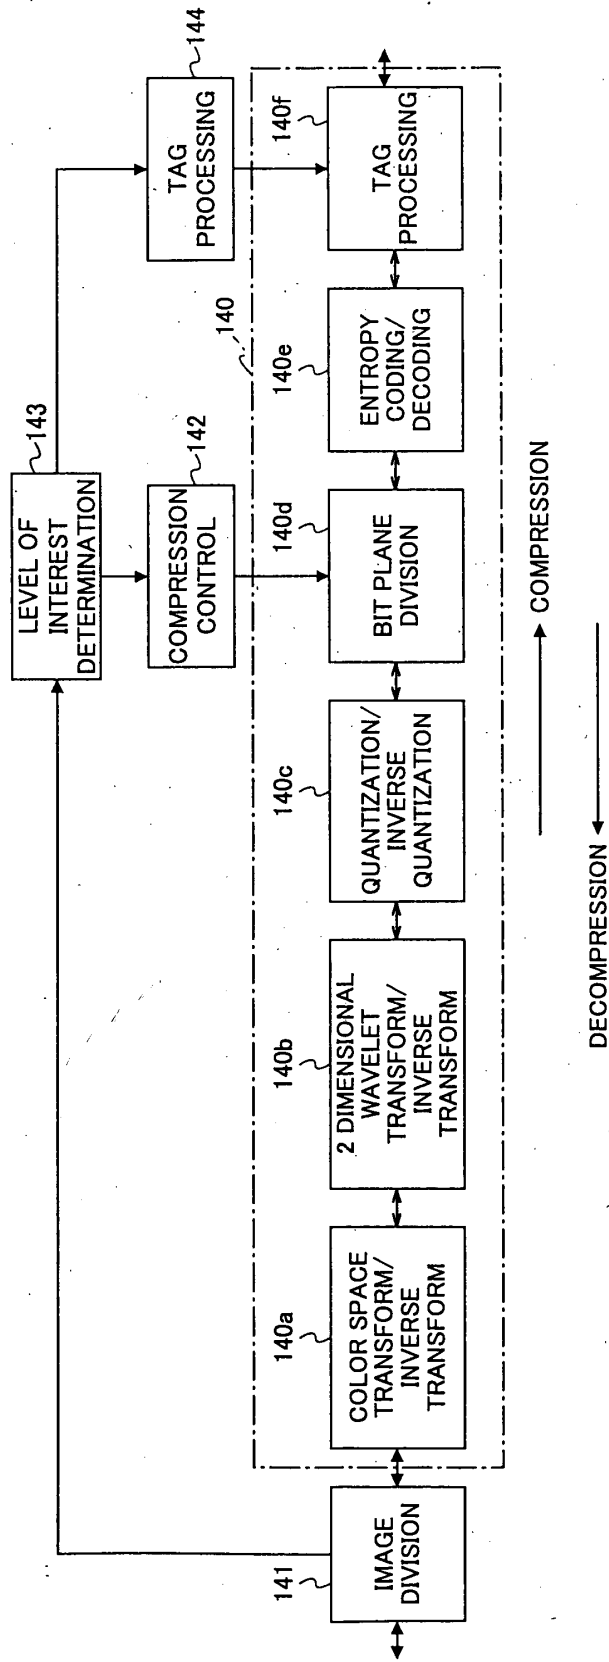 143
LEVEL OF
INTEREST
DETERMINATION
142
COMPRESSION
CONTROL
144
TAG
PROCESSING
140
141
IMAGE
DIVISION
140a
COLOR SPACE
TRANSFORM/
INVERSE
TRANSFORM
140b
2 DIMENSIONAL
WAVELET
TRANSFORM/
INVERSE
TRANSFORM
140c
QUANTIZATION/
INVERSE
QUANTIZATION
140d
BIT PLANE
DIVISION
140e
ENTROPY
CODING/
DECODING
140f
TAG
PROCESSING
COMPRESSION
DECOMPRESSION